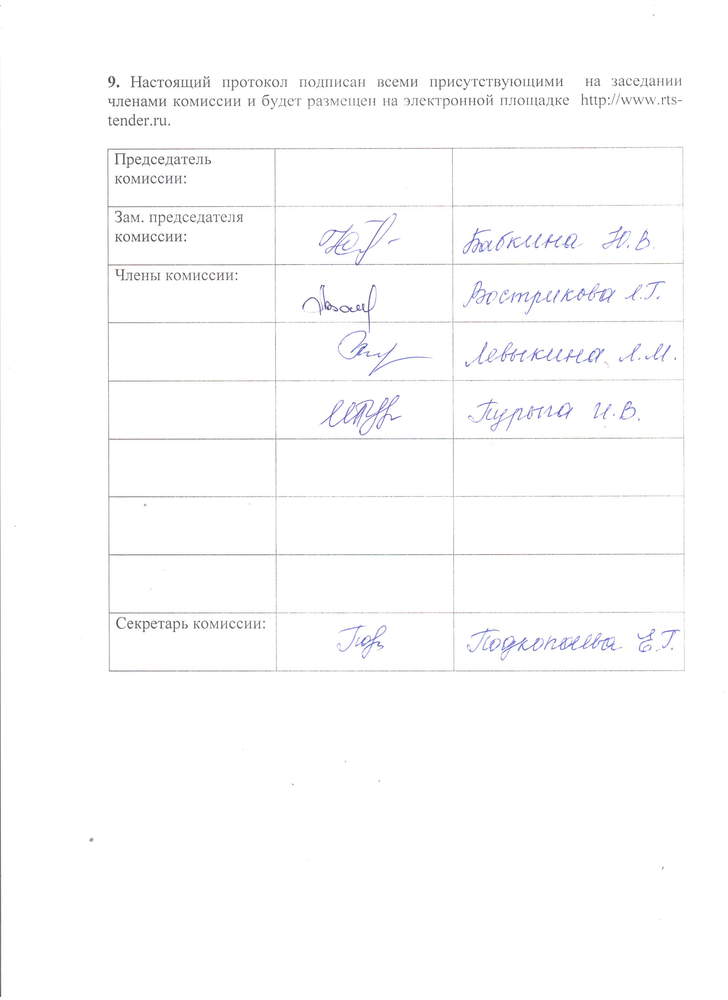 9. Настоящий протокол подписан всеми присутствующими на заседании
членами комиссии и будет размещен на электронной площадке http://www.rts-
tender.ru.
Председатель
комиссии:
Зам. председателя
комиссии:
Бабкина Ю.В.
Члены комиссии:
Вострикова Л.Г.
Левыкина Л.М.
Пурыга И.В.
Секретарь комиссии:
Подкопаева Е.Г.